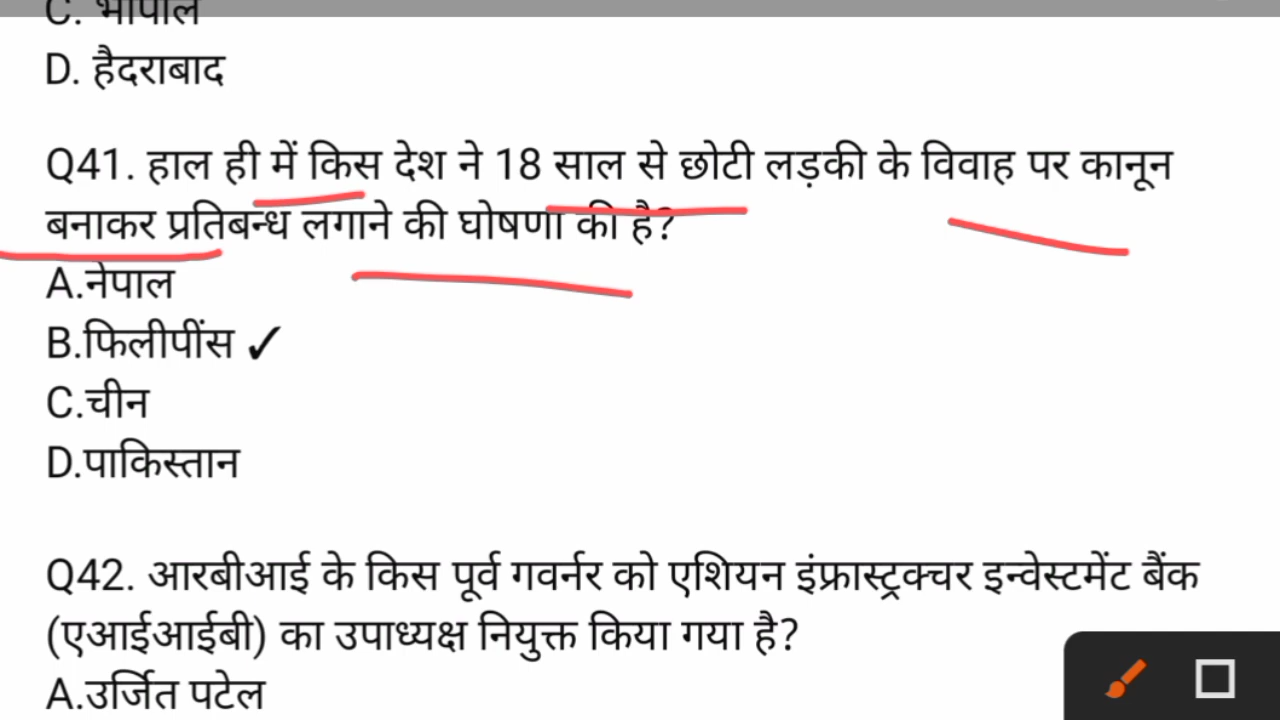 C. भोपाल
D. हैदराबाद
Q41. हाल ही में किस देश ने 18 साल से छोटी लड़की के विवाह पर कानून
बनाकर प्रतिबन्ध लगाने की घोषणा की है?
A.नेपाल
B.फिलीपींस ✓
C.चीन
D.पाकिस्तान
Q42. आरबीआई के किस पूर्व गवर्नर को एशियन इंफ्रास्ट्रक्चर इन्वेस्टमेंट बैंक
(एआईआईबी) का उपाध्यक्ष नियुक्त किया गया है?
A.उर्जित पटेल